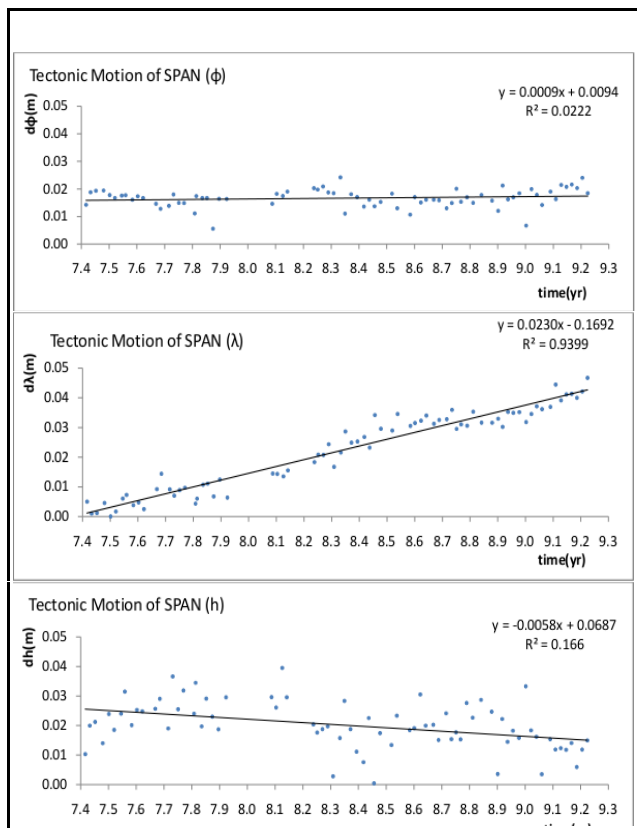 Tectonic Motion of SPAN (ϕ)
y = 0.0009x + 0.0094
R² = 0.0222
dϕ(m)
0.05
0.04
0.03
0.02
0.01
0.00
7.4 7.5 7.6 7.7 7.8 7.9 8.0 8.1 8.2 8.3 8.4 8.5 8.6 8.7 8.8 8.9 9.0 9.1 9.2 9.3
time(yr)
Tectonic Motion of SPAN (λ)
y = 0.0230x - 0.1692
R² = 0.9399
dλ(m)
0.05
0.04
0.03
0.02
0.01
0.00
7.4 7.5 7.6 7.7 7.8 7.9 8.0 8.1 8.2 8.3 8.4 8.5 8.6 8.7 8.8 8.9 9.0 9.1 9.2 9.3
time(yr)
Tectonic Motion of SPAN (h)
y = -0.0058x + 0.0687
R² = 0.166
dh(m)
0.05
0.04
0.03
0.02
0.01
0.00
7.4 7.5 7.6 7.7 7.8 7.9 8.0 8.1 8.2 8.3 8.4 8.5 8.6 8.7 8.8 8.9 9.0 9.1 9.2 9.3
time(yr)